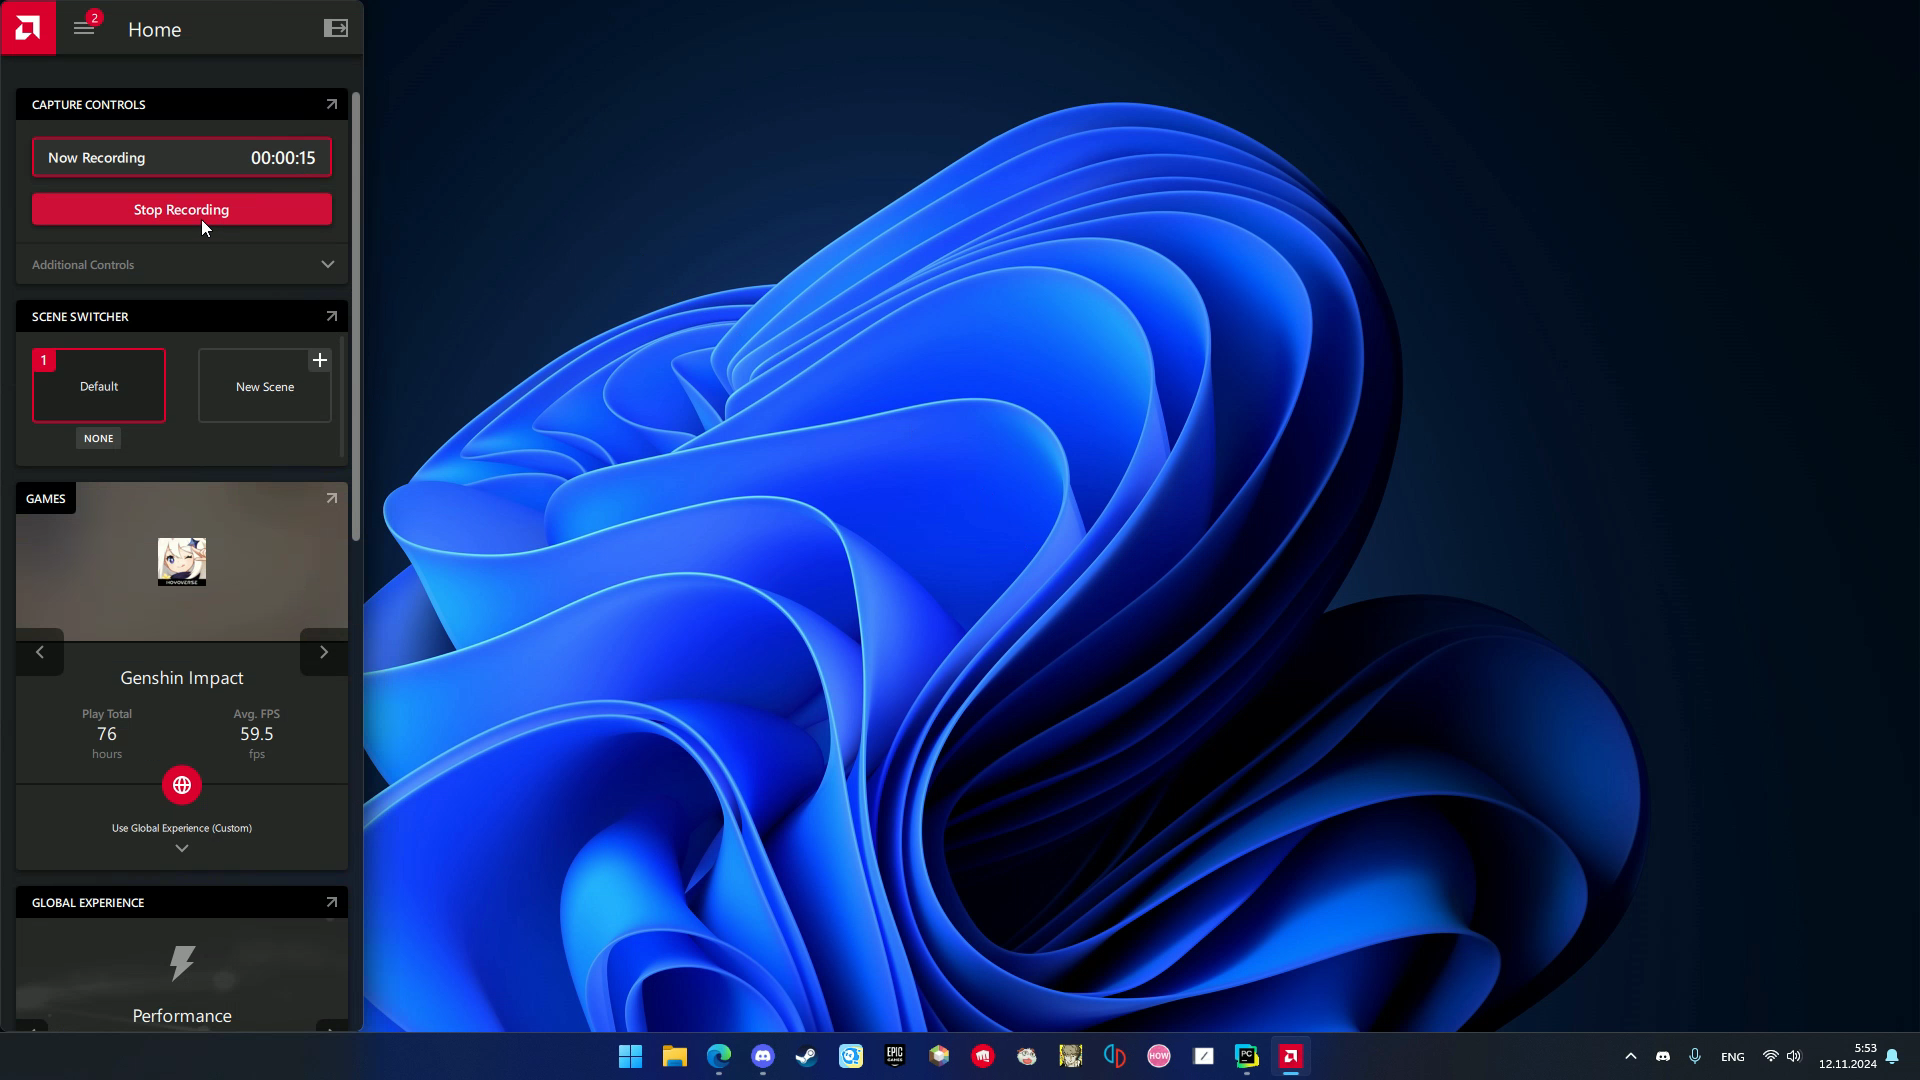 2
Home
CAPTURE CONTROLS
Now Recording 00:00:15
Stop Recording
Additional Controls
SCENE SWITCHER
1
Default
New Scene
NONE
GAMES
HOYOVERSE
Genshin Impact
Play Total Avg. FPS
76 59.5
hours fps
Use Global Experience (Custom)
GLOBAL EXPERIENCE
Performance
EPIC
GAMES
HOW
PC
ENG
5:53
12.11.2024